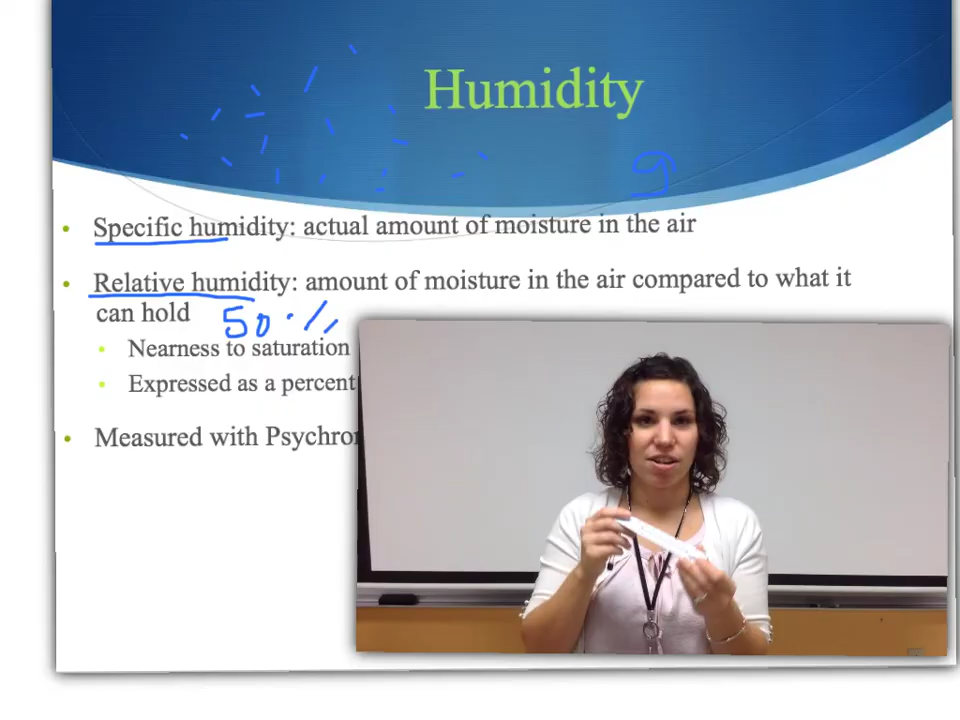 Humidity
g
Specific humidity: actual amount of moisture in the air
Relative humidity: amount of moisture in the air compared to what it
can hold 50 %
Nearness to saturation
Expressed as a percent
Measured with Psychro